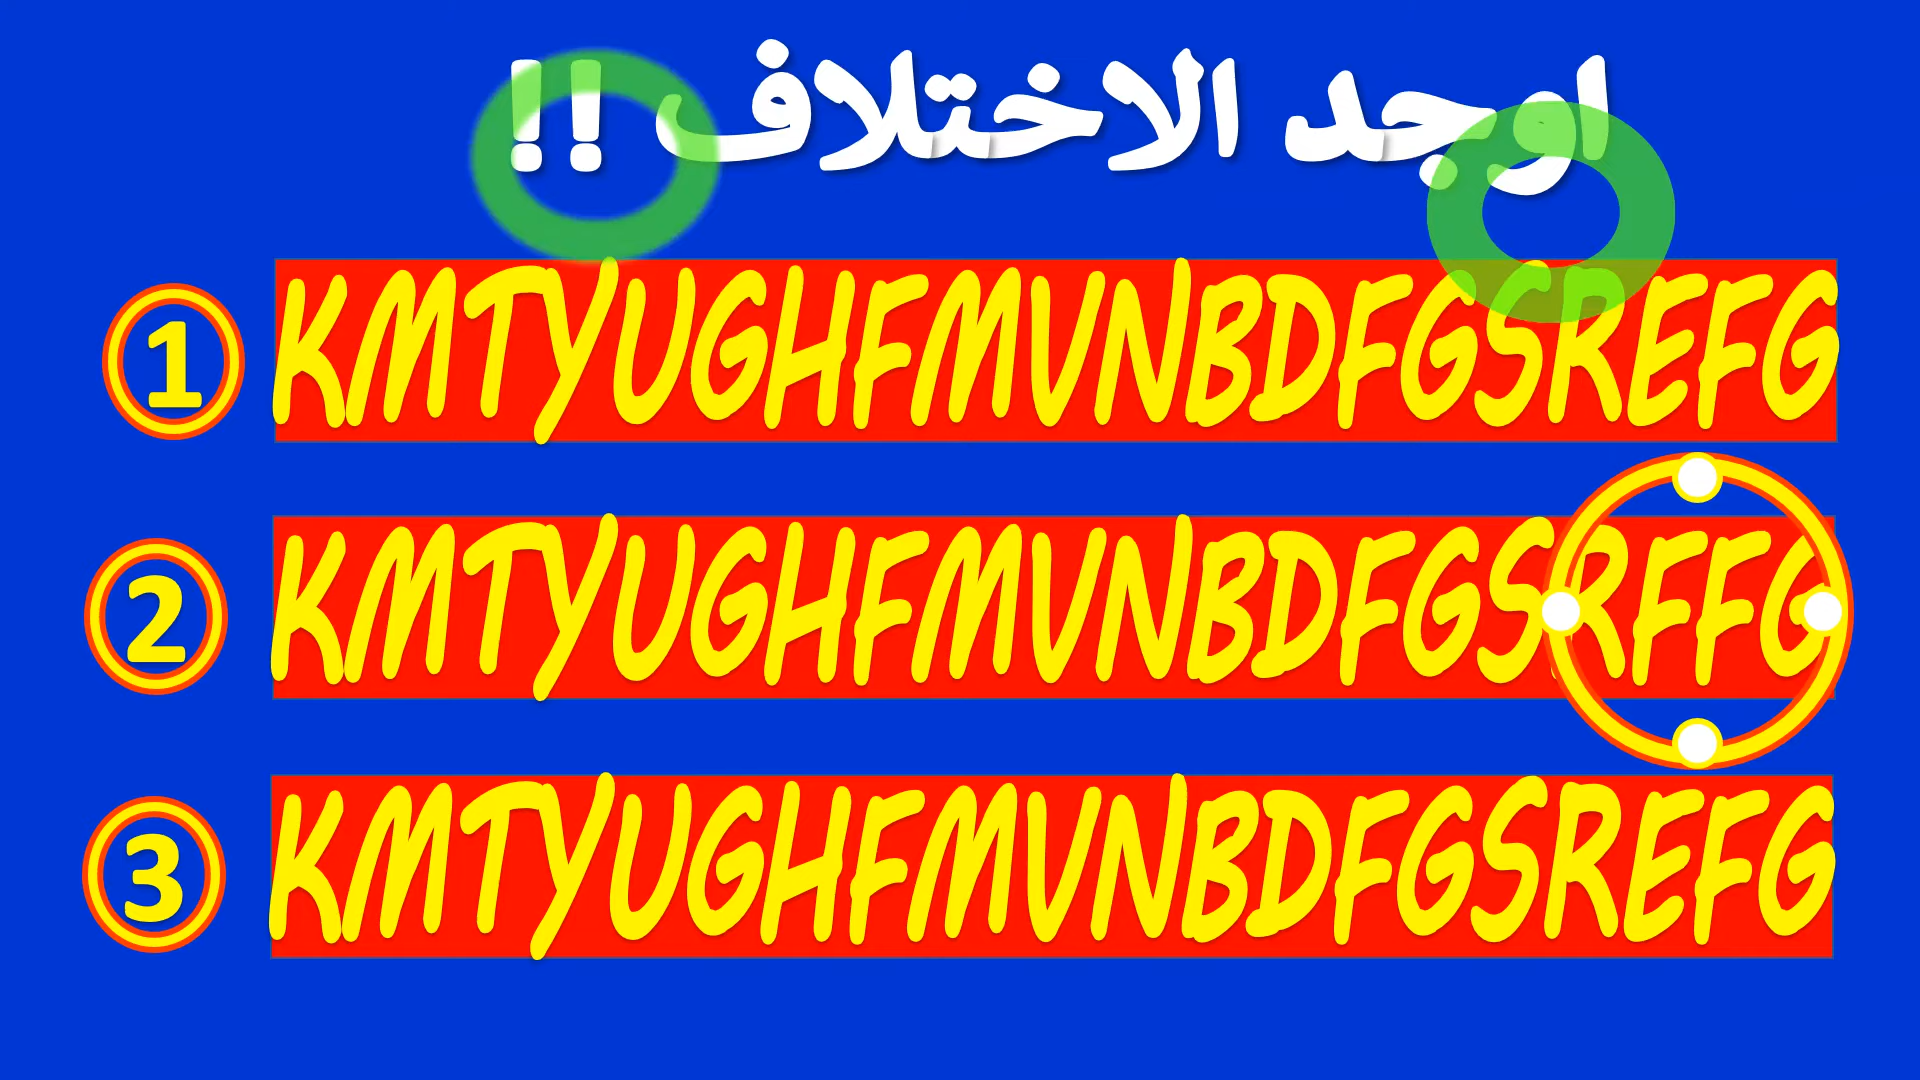 اوجد الاختلاف !!
1 KMTYUGHFMVNBDFGSREFG
2 KMTYUGHFMVNBDFGSRFFG
3 KMTYUGHFMVNBDFGSREFG